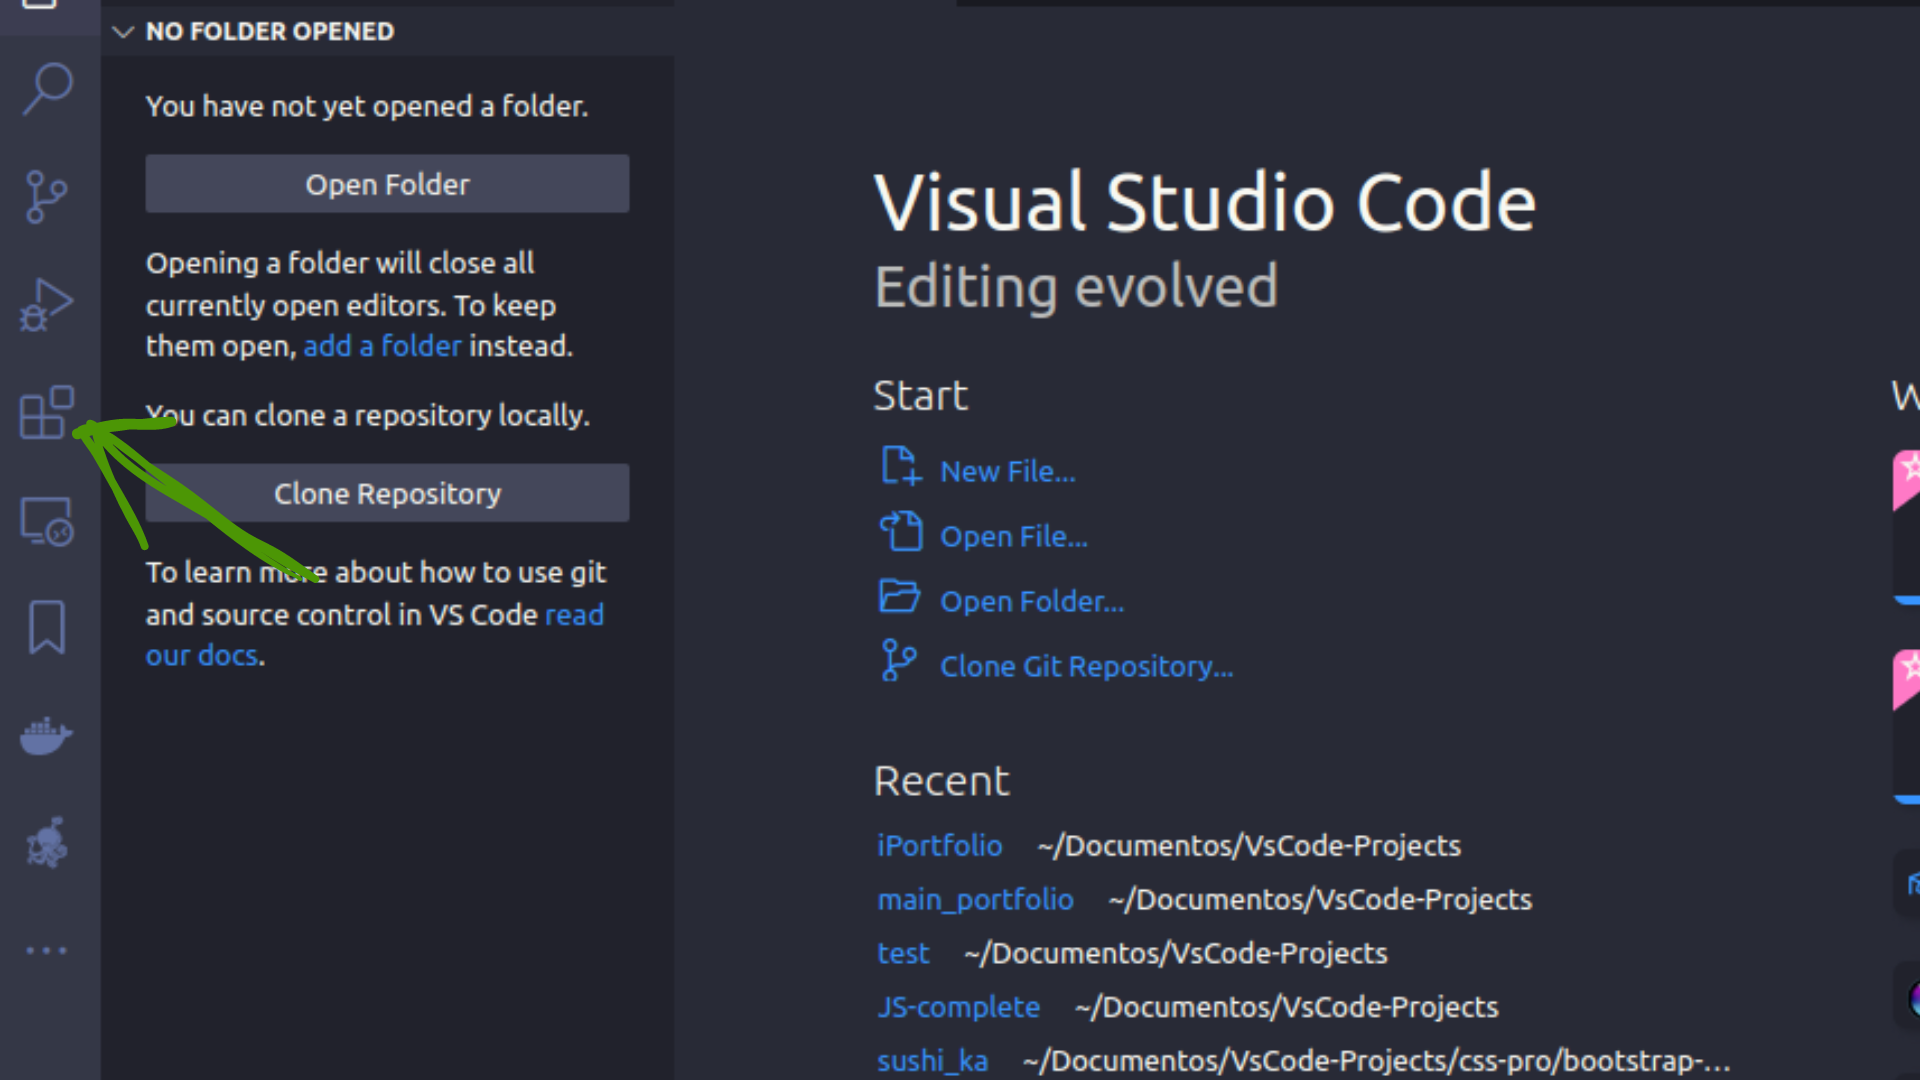 NO FOLDER OPENED
You have not yet opened a folder.
Open Folder
Opening a folder will close all
currently open editors. To keep
them open, add a folder instead.
You can clone a repository locally.
Clone Repository
To learn more about how to use git
and source control in VS Code read
our docs.
Visual Studio Code
Editing evolved
Start
New File...
Open File...
Open Folder...
Clone Git Repository...
Recent
iPortfolio ~/Documentos/VsCode-Projects
main_portfolio ~/Documentos/VsCode-Projects
test ~/Documentos/VsCode-Projects
JS-complete ~/Documentos/VsCode-Projects
sushi_ka ~/Documentos/VsCode-Projects/css-pro/bootstrap-...